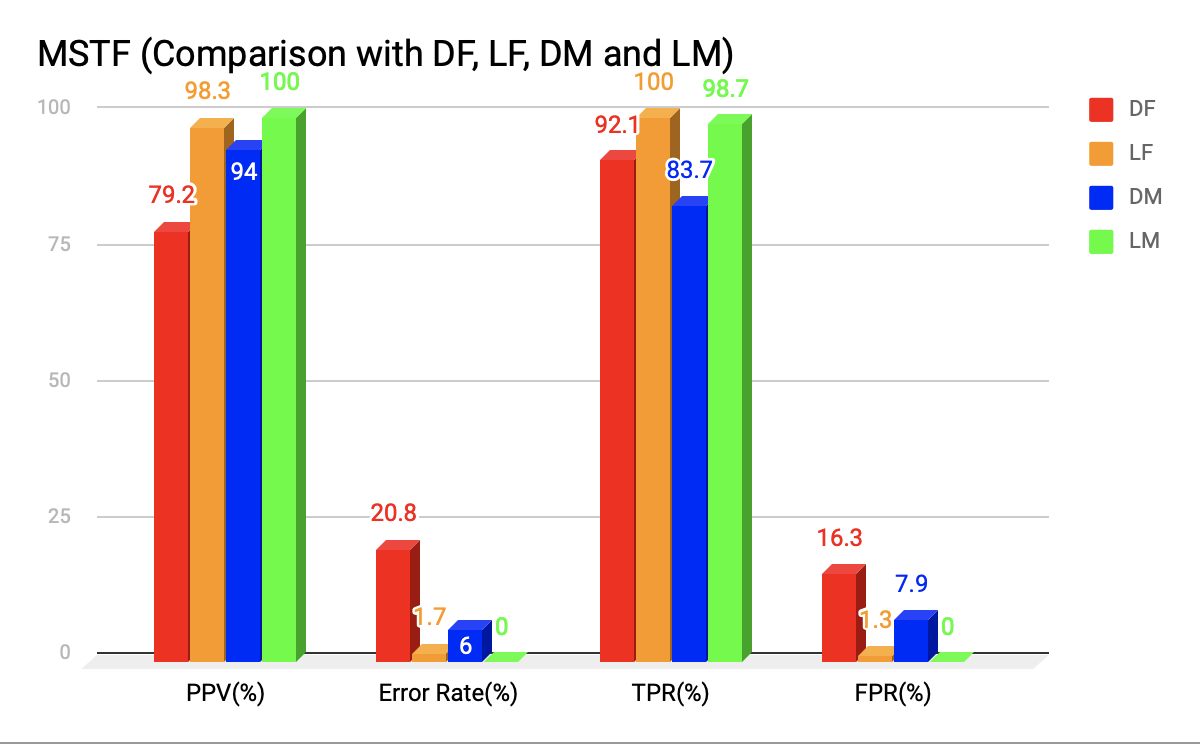 MSTF (Comparison with DF, LF, DM and LM)
100
75
50
25
0
79.2
98.3
94
100
20.8
1.7
6
0
92.1
100
83.7
98.7
16.3
1.3
7.9
0
PPV(%)
Error Rate(%)
TPR(%)
FPR(%)
DF
LF
DM
LM